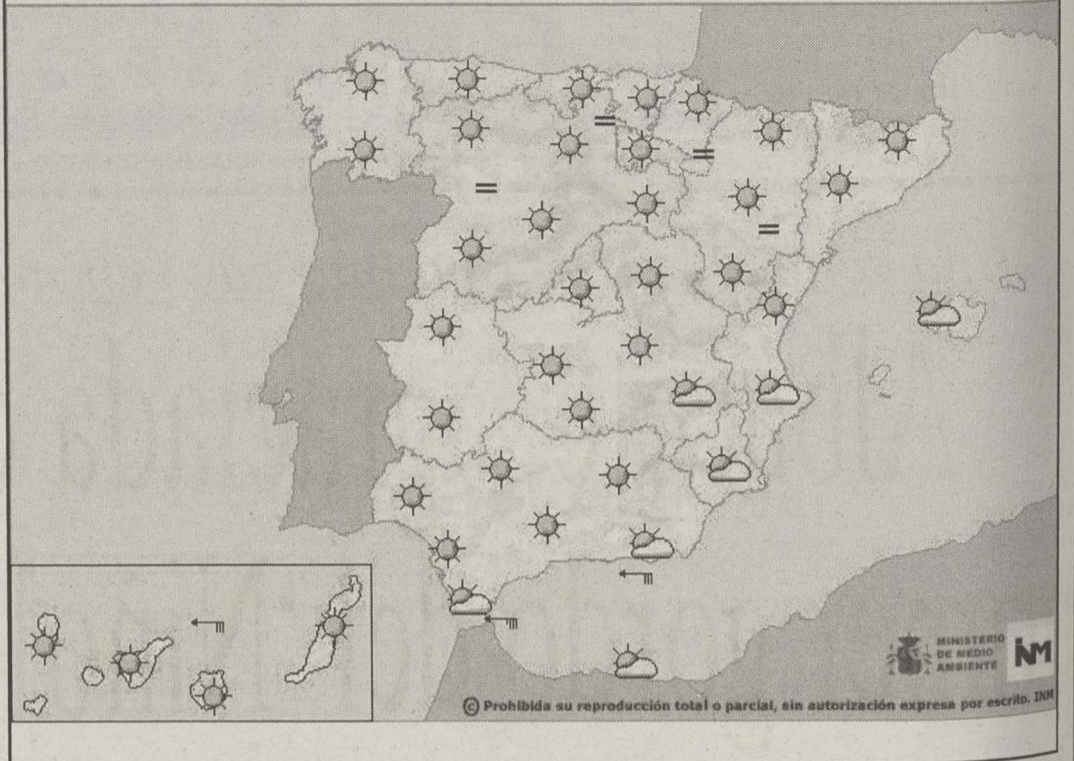 MINISTERIO
DE MEDIO
AMBIENTE
INM
© Prohibida su reproducción total o parcial, sin autorización expresa por escrito. INM